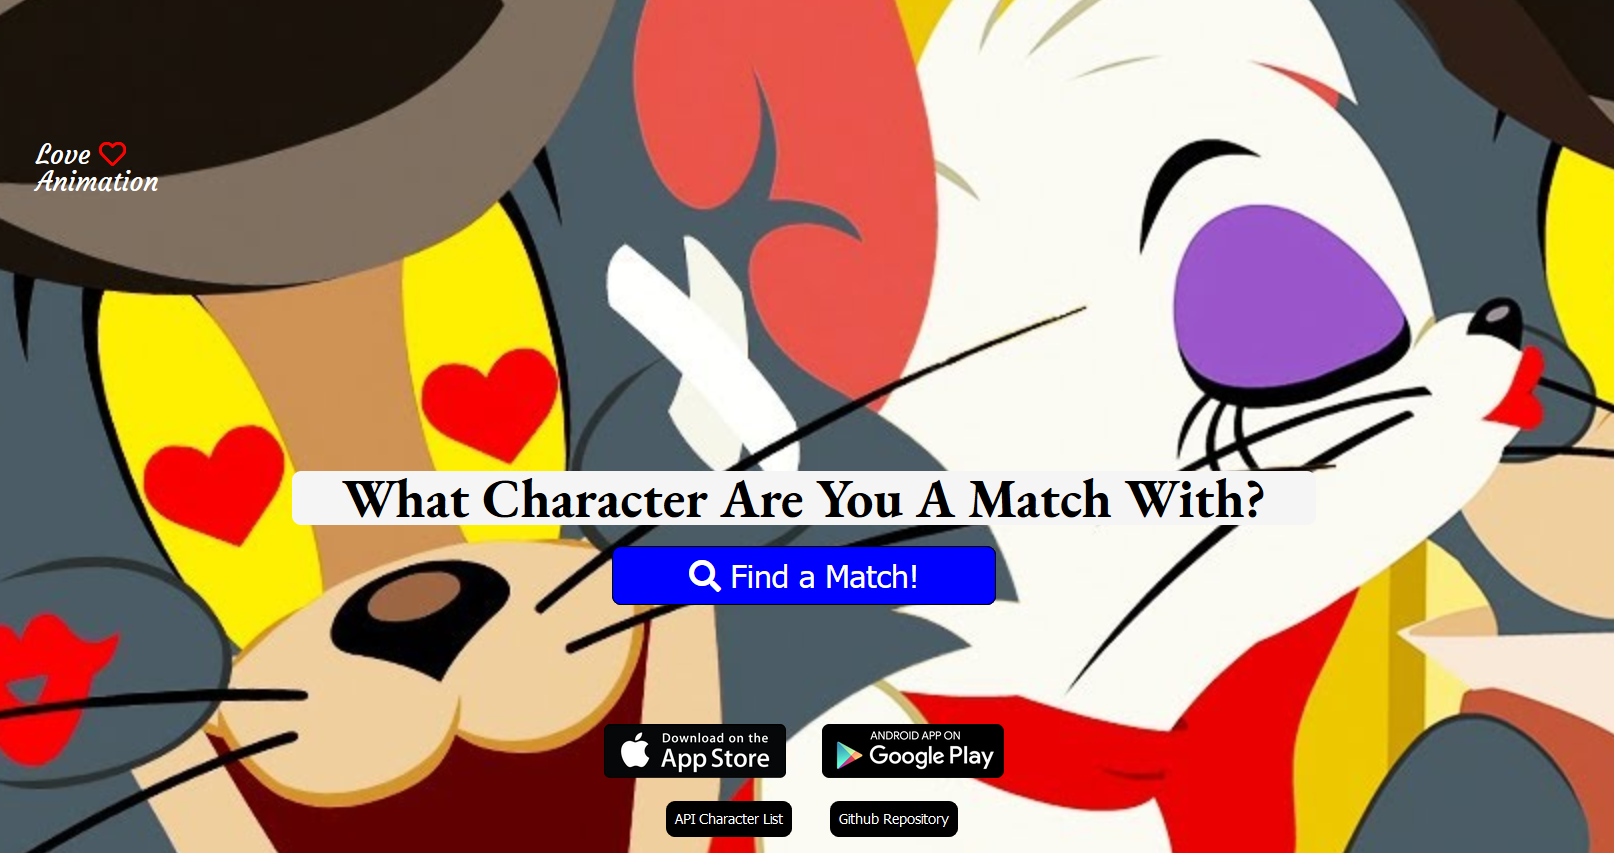 Love
Animation
What Character Are You A Match With?
Find a Match!
Download on the
App Store
ANDROID APP ON
Google Play
API Character List
Github Repository